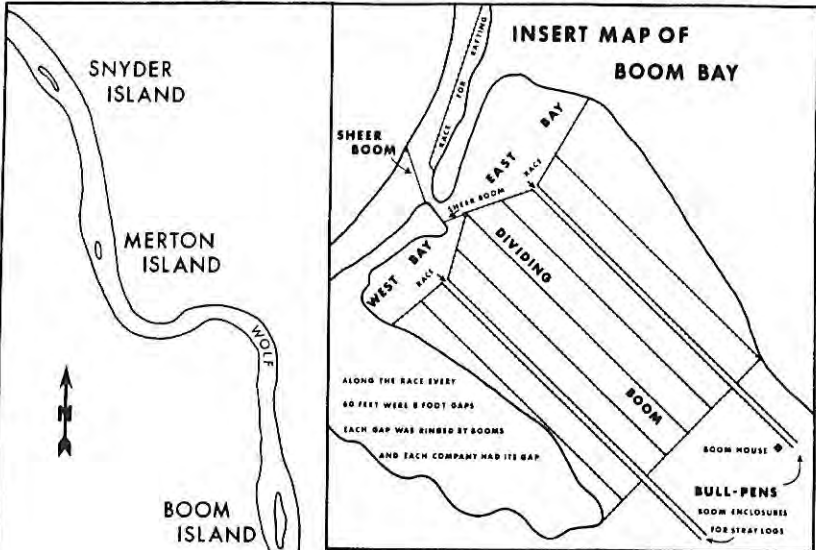 SNYDER
ISLAND
MERTON
ISLAND
WOLF
N
BOOM
ISLAND
INSERT MAP OF
BOOM BAY
RACE FOR RAFTING
SHEER
BOOM
EAST BAY
RACE
SHEER BOOM
WEST BAY
RACE
DIVIDING
BOOM
ALONG THE RACE EVERY
60 FEET WERE 8 FOOT GAPS
EACH GAP WAS RINGED BY BOOMS
AND EACH COMPANY HAD ITS GAP
BOOM HOUSE
BULL-PENS
BOOM ENCLOSURES
FOR STRAY LOGS